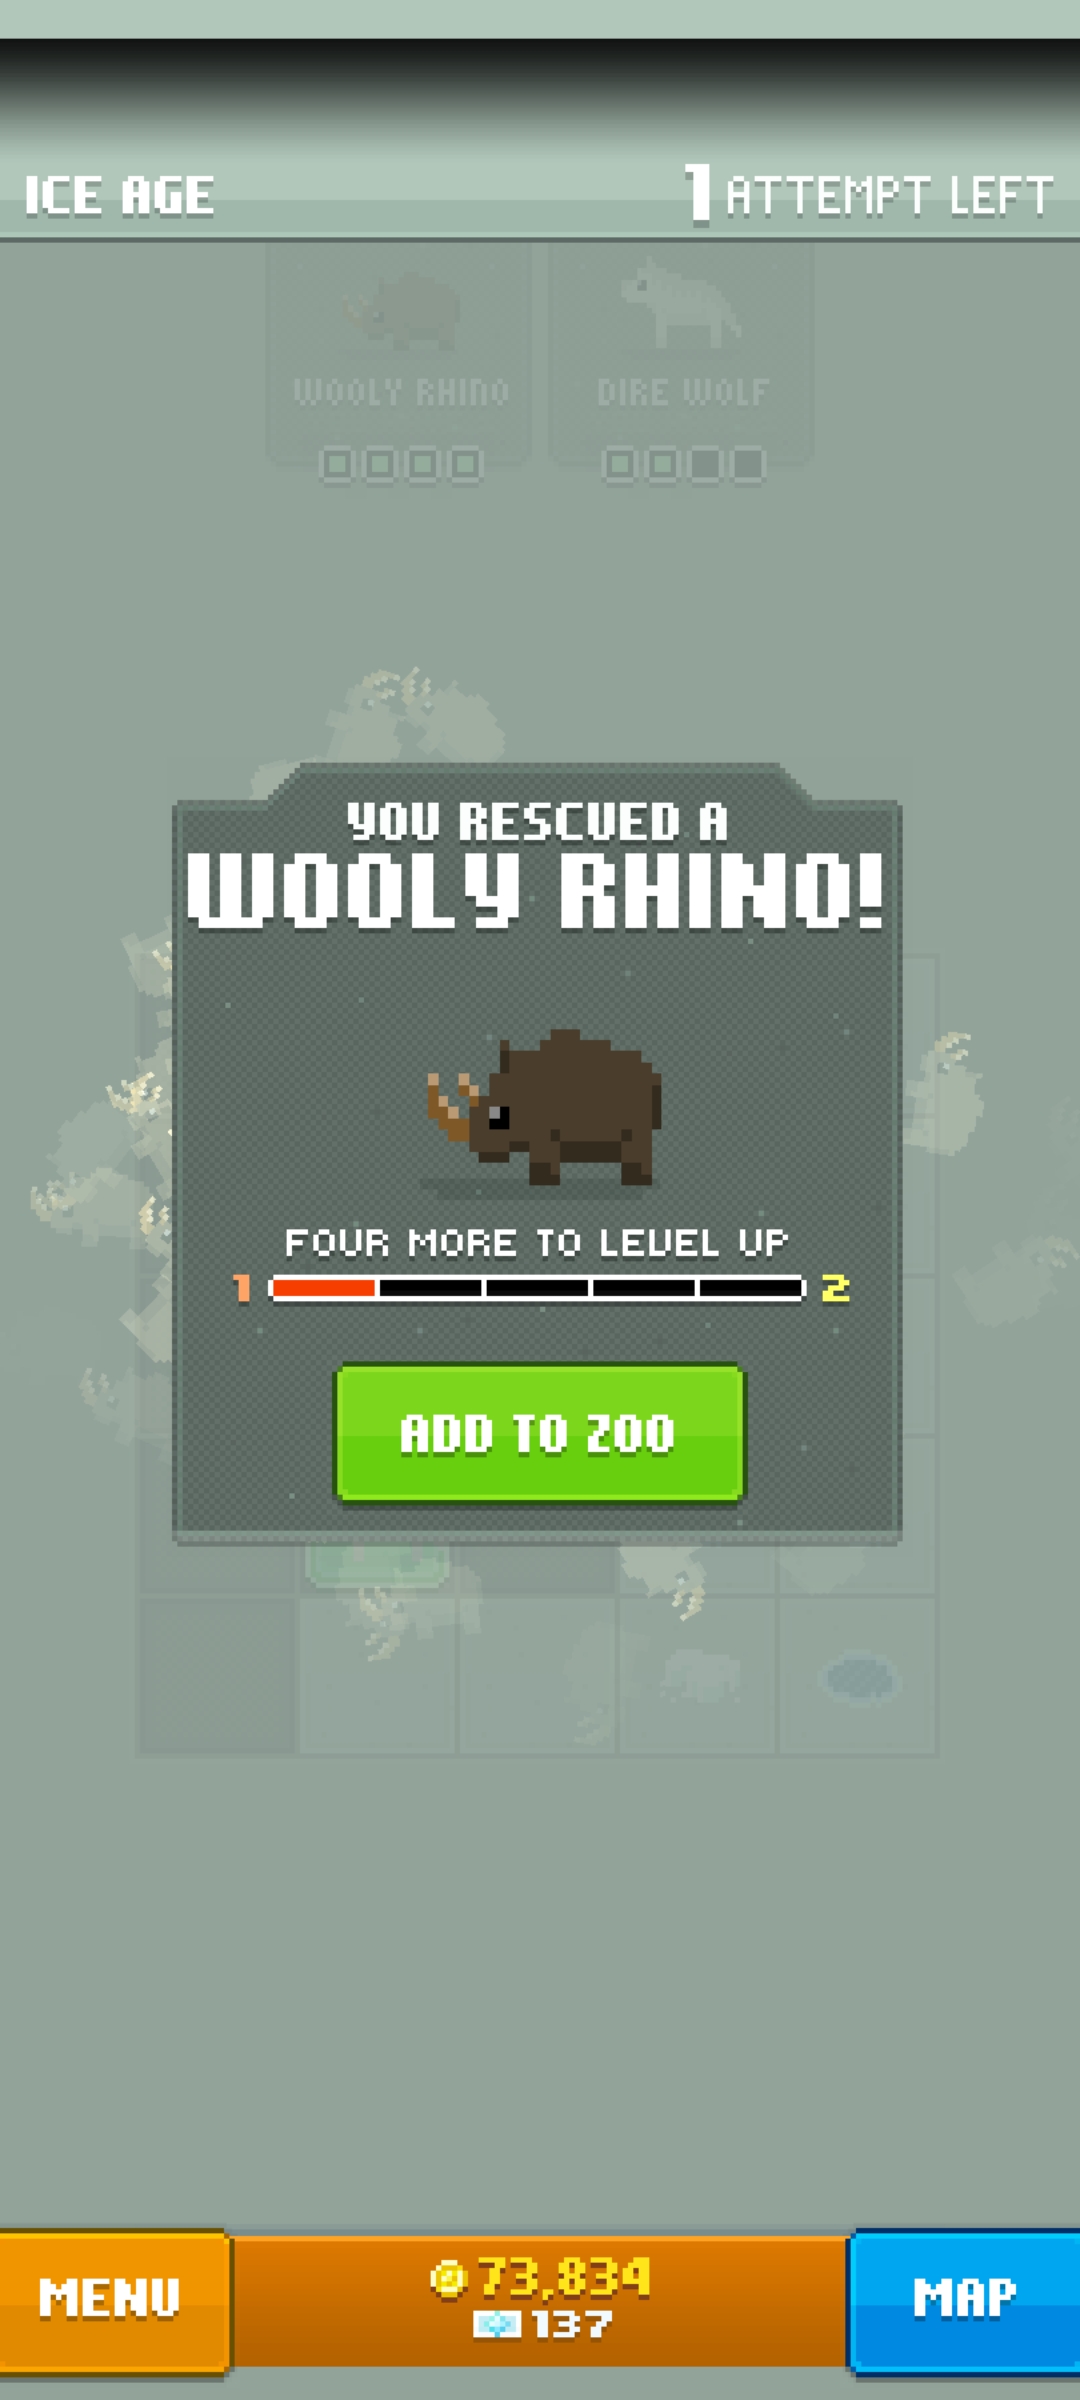 ICE AGE
1 ATTEMPT LEFT
WOOLY RHINO
DIRE WOLF
YOU RESCUED A
WOOLY RHINO!
FOUR MORE TO LEVEL UP
1 2
ADD TO ZOO
MENU
73,834
137
MAP